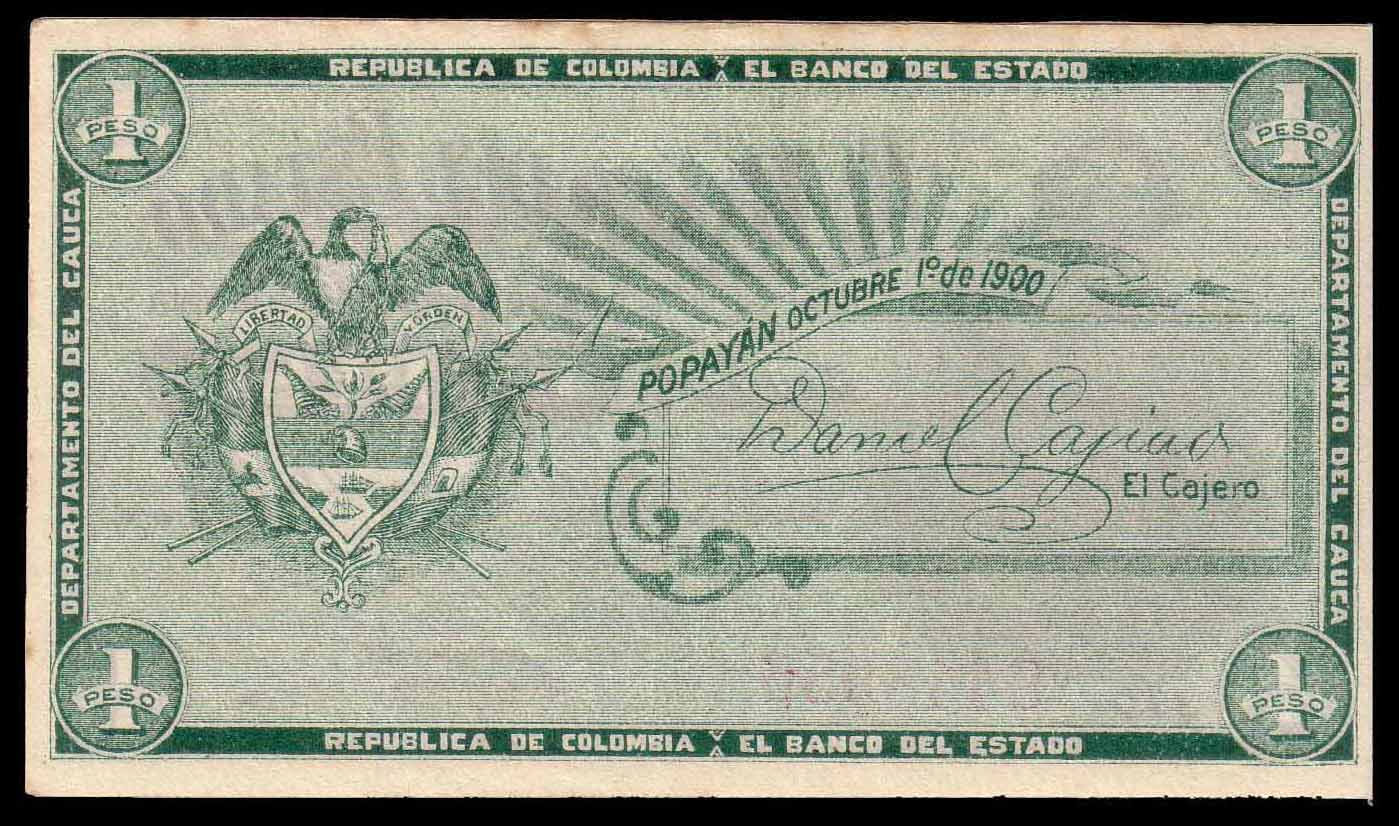 REPUBLICA DE COLOMBIA EL BANCO DEL ESTADO
1 PESO
1 PESO
DEPARTAMENTO DEL CAUCA
DEPARTAMENTO DEL CAUCA
LIBERTAD Y ORDEN
POPAYÁN OCTUBRE 1º de 1900
Daniel
El Cajero
1 PESO
1 PESO
REPUBLICA DE COLOMBIA EL BANCO DEL ESTADO